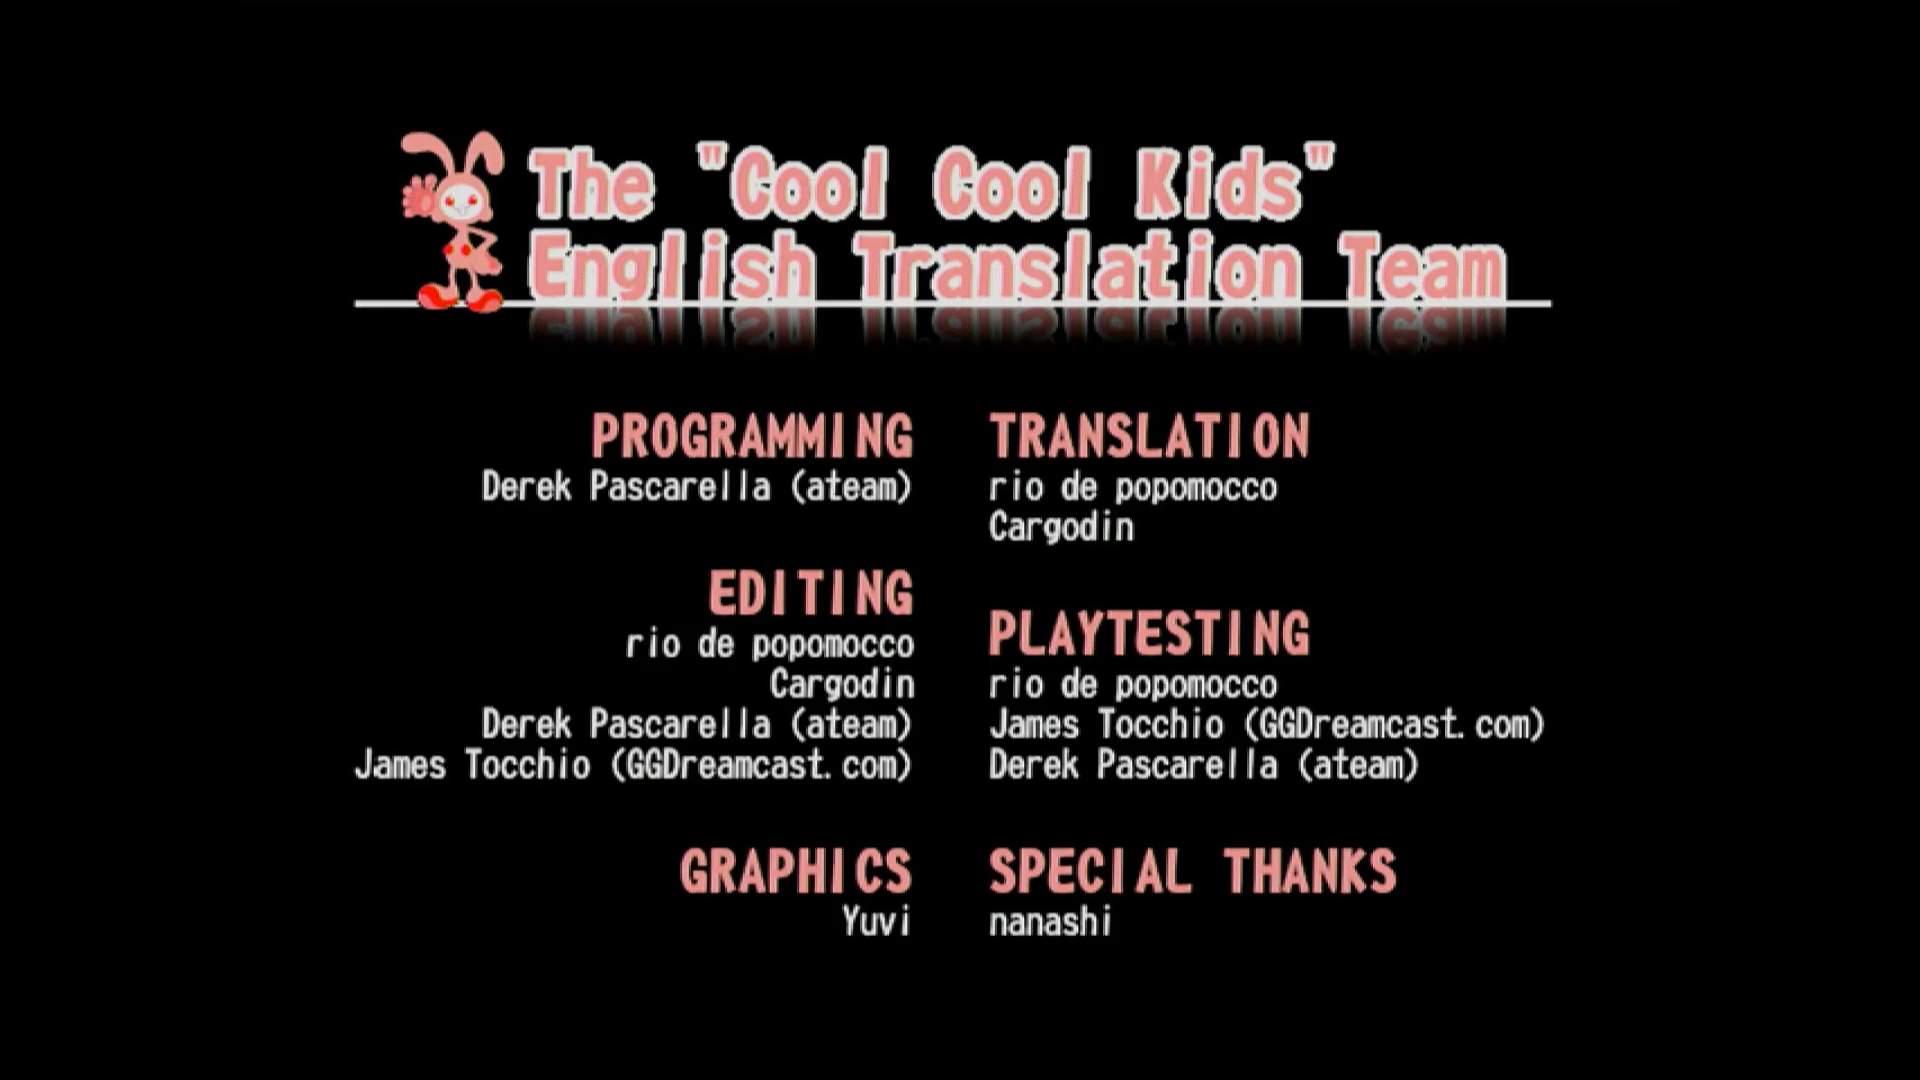 The "Cool Cool Kids"
English Translation Team
PROGRAMMING
Derek Pascarella (ateam)
TRANSLATION
rio de popomocco
Cargodin
EDITING
rio de popomocco
Cargodin
Derek Pascarella (ateam)
James Tocchio (GGDreamcast.com)
PLAYTESTING
rio de popomocco
James Tocchio (GGDreamcast.com)
Derek Pascarella (ateam)
GRAPHICS
Yuvi
SPECIAL THANKS
nanashi